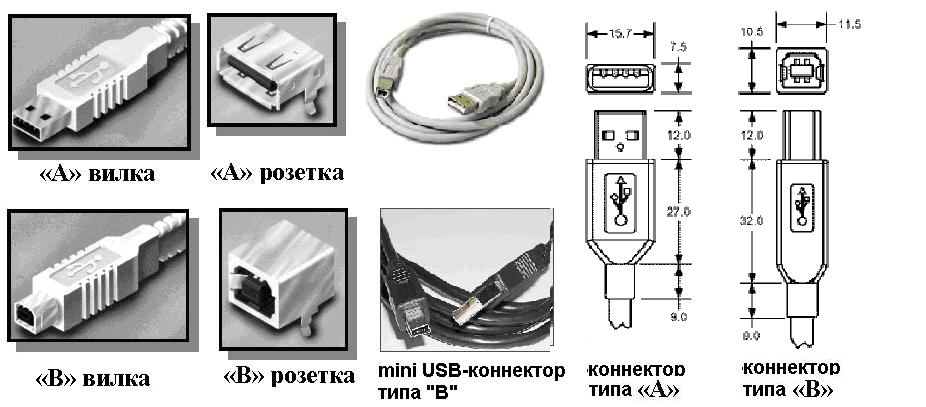 «А» вилка
«А» розетка
15.7
7.5
12.0
27.0
9.0
11.5
10.5
12.0
32.0
9.0
«В» вилка
«В» розетка
mini USB-коннектор
типа "B"
коннектор
типа «А»
коннектор
типа «В»